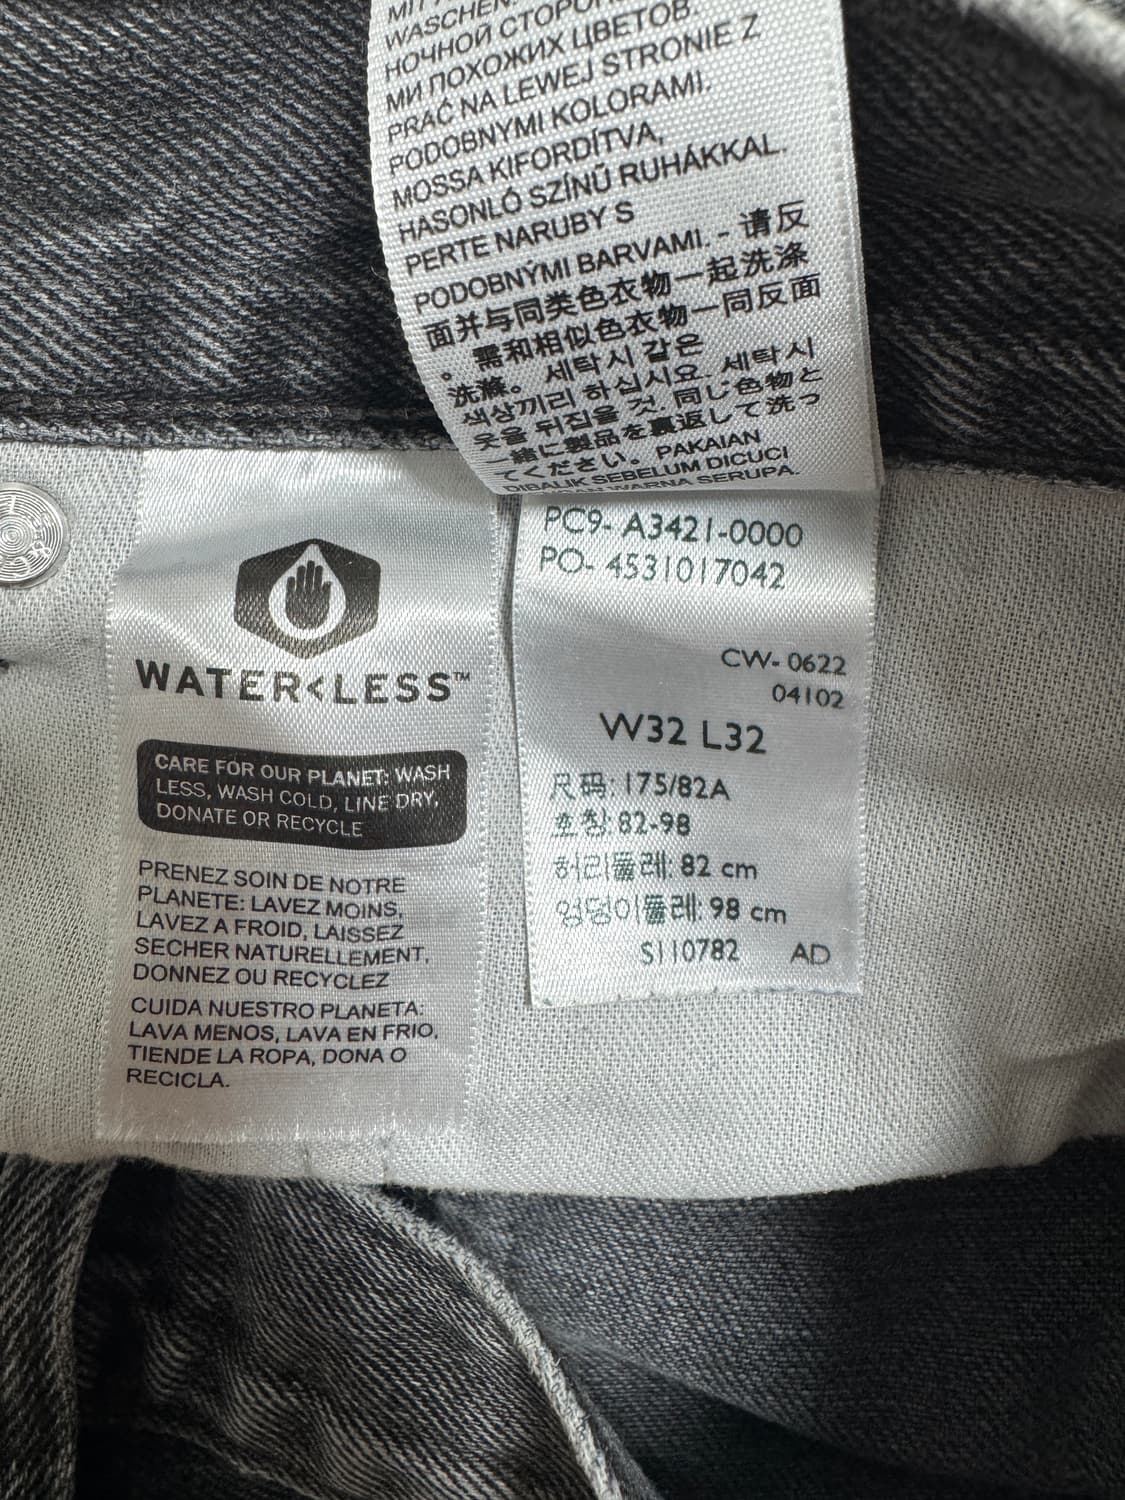 MIT
WASCHEN.
НОЧНОЙ СТОРОН
МИ ПОХОЖИХ ЦВЕТОВ.
PRAĆ NA LEWEJ STRONIE Z
PODOBNYMI KOLORAMI.
MOSSA KIFORDÍTVA,
HASONLÓ SZÍNŰ RUHÁKKAL.
PERTE NARUBY S
PODOBNÝMI BARVAMI. - 请反
面并与同类色衣物一起洗涤
。需和相似色衣物一同反面
洗滌。세탁시 같은
색상끼리 하십시요. 세탁시
옷을 뒤집을 것. 同じ色物と
一緒に製品を裏返して洗っ
てください。PAKAIAN
DIBALIK SEBELUM DICUCI
WARNA SERUPA.
WATER<LESS™
CARE FOR OUR PLANET: WASH
LESS, WASH COLD, LINE DRY,
DONATE OR RECYCLE
PRENEZ SOIN DE NOTRE
PLANETE: LAVEZ MOINS,
LAVEZ A FROID, LAISSEZ
SECHER NATURELLEMENT,
DONNEZ OU RECYCLEZ
CUIDA NUESTRO PLANETA:
LAVA MENOS, LAVA EN FRIO,
TIENDE LA ROPA, DONA O
RECICLA.
PC9- A3421-0000
PO- 4531017042
CW- 0622
04102
W32 L32
尺码: 175/82A
호칭: 82-98
허리둘레: 82 cm
엉덩이둘레: 98 cm
S110782 AD